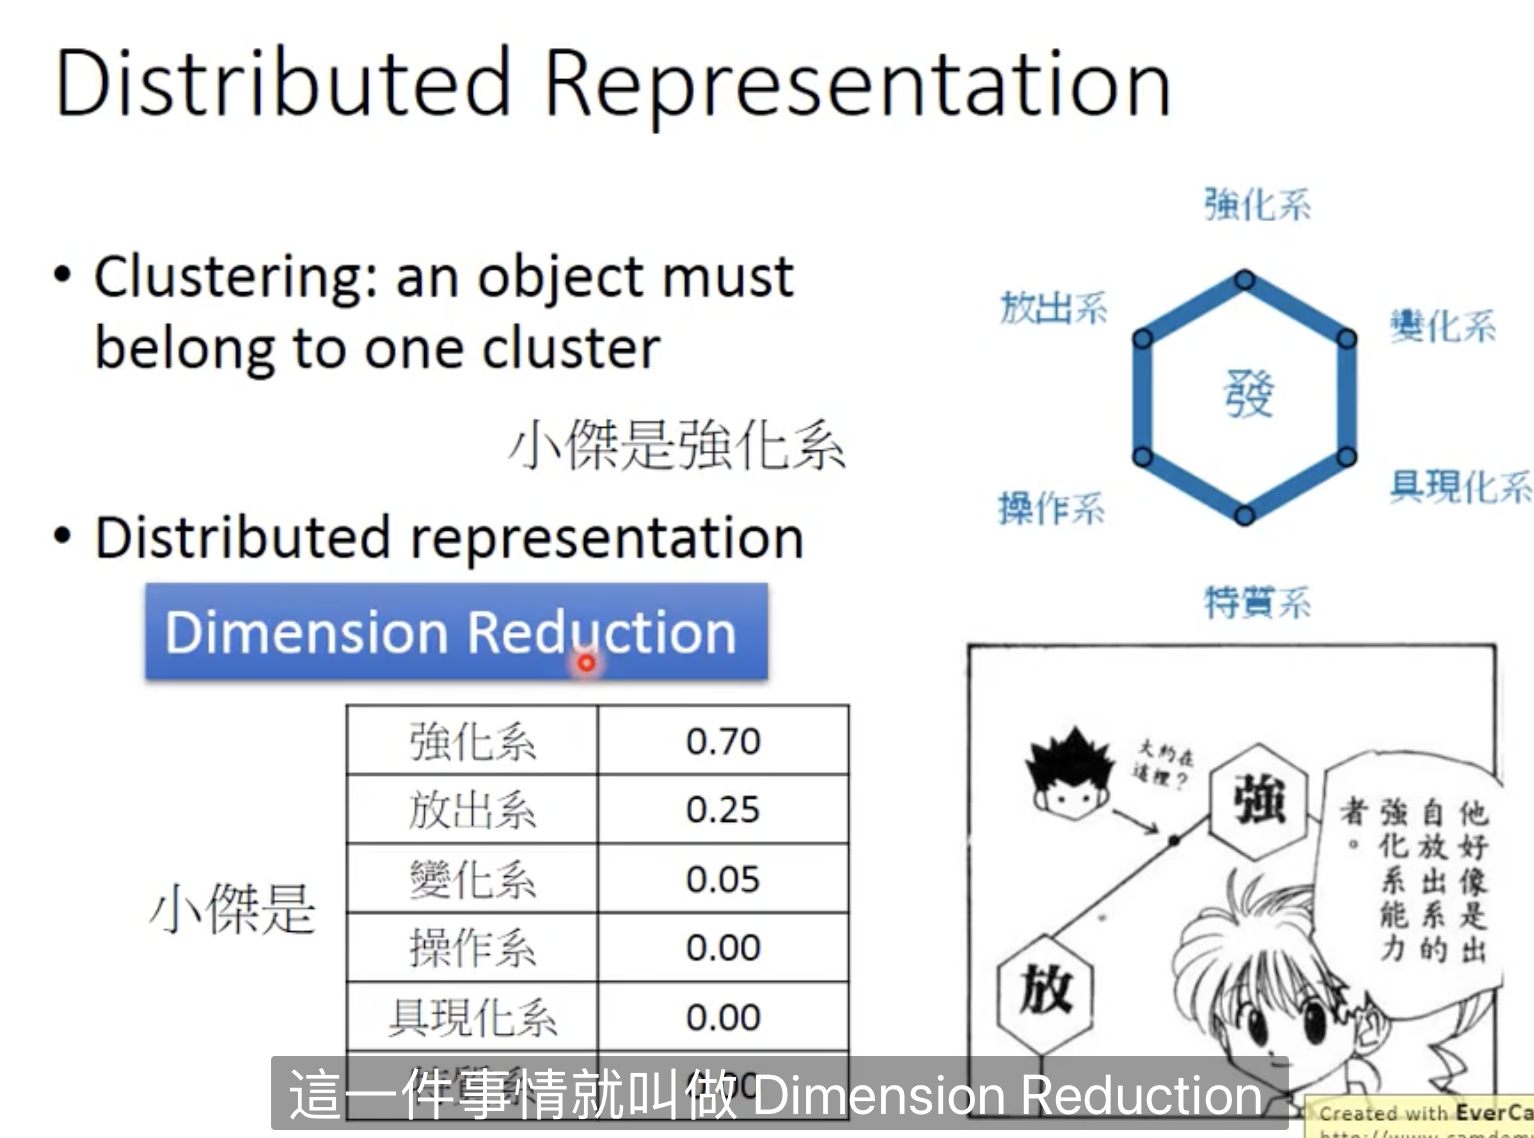 Distributed Representation
• Clustering: an object must
belong to one cluster
小傑是強化系
• Distributed representation
Dimension Reduction
小傑是
強化系 0.70
放出系 0.25
變化系 0.05
操作系 0.00
具現化系 0.00
強化系
放出系
變化系
發
操作系
具現化系
特質系
大約在
這裡?
強
放
他好像是出
自放出系的
強化系能力
者。
這一件事情就叫做 Dimension Reduction
Created with EverCa